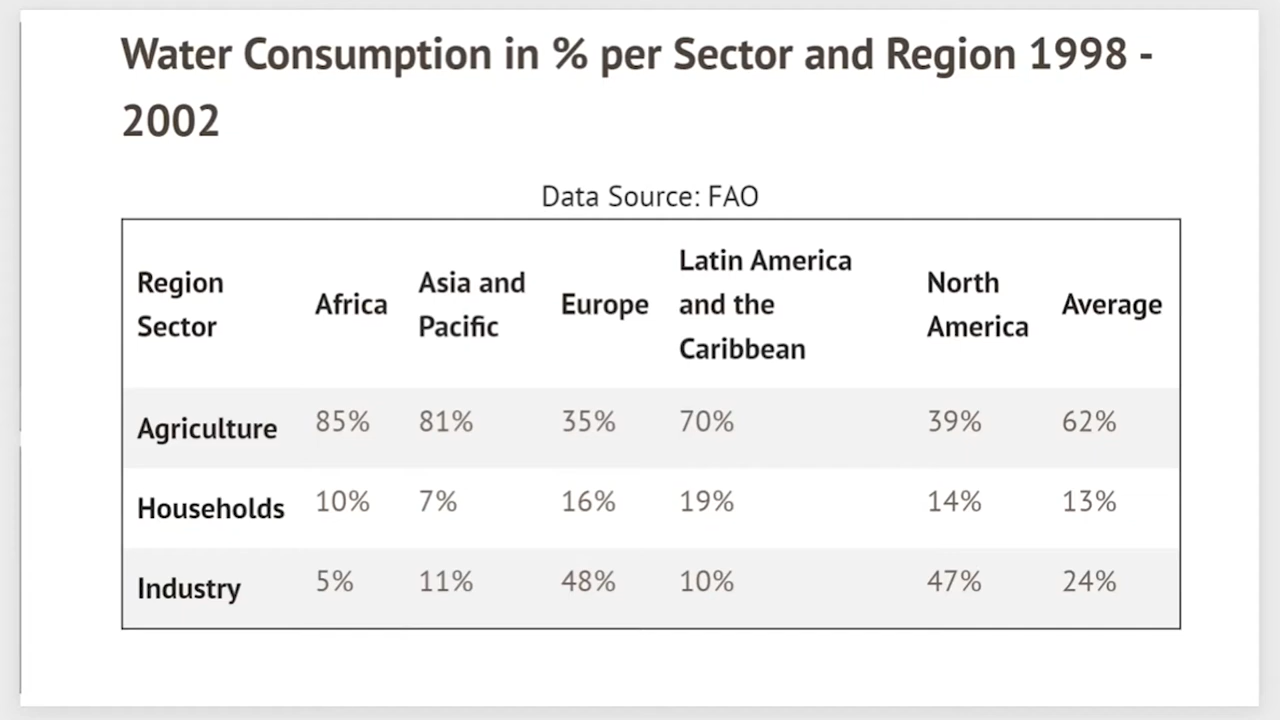 Water Consumption in % per Sector and Region 1998 -
2002
Data Source: FAO
Region Sector Africa Asia and Pacific Europe Latin America and the Caribbean North America Average
Agriculture 85% 81% 35% 70% 39% 62%
Households 10% 7% 16% 19% 14% 13%
Industry 5% 11% 48% 10% 47% 24%